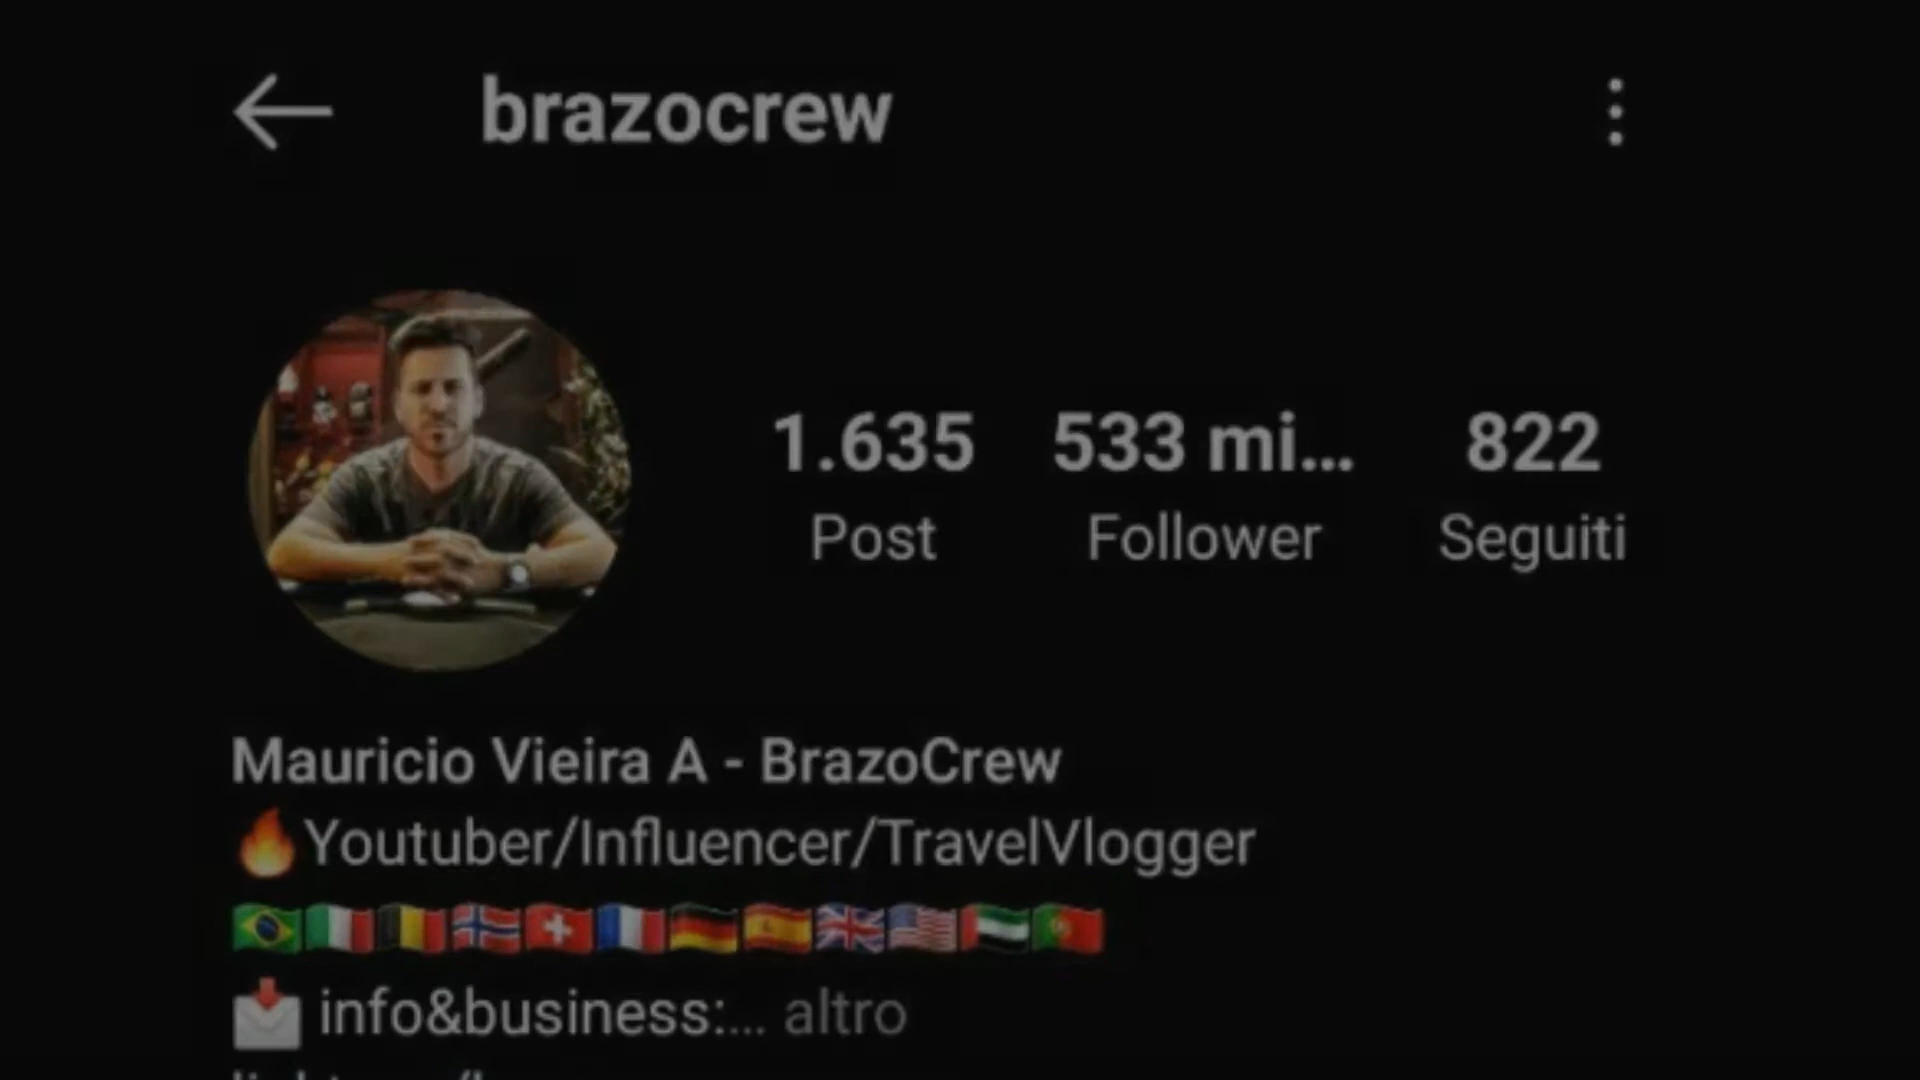 brazocrew
1.635 533 mi... 822
Post Follower Seguiti
Mauricio Vieira A - BrazoCrew
🔥Youtuber/Influencer/TravelVlogger
🇧🇷🇮🇹🇧🇪🇳🇴🇨🇭🇫🇷🇩🇪🇪🇸🇬🇧🇺🇸🇦🇪🇵🇹
📩 info&business:... altro